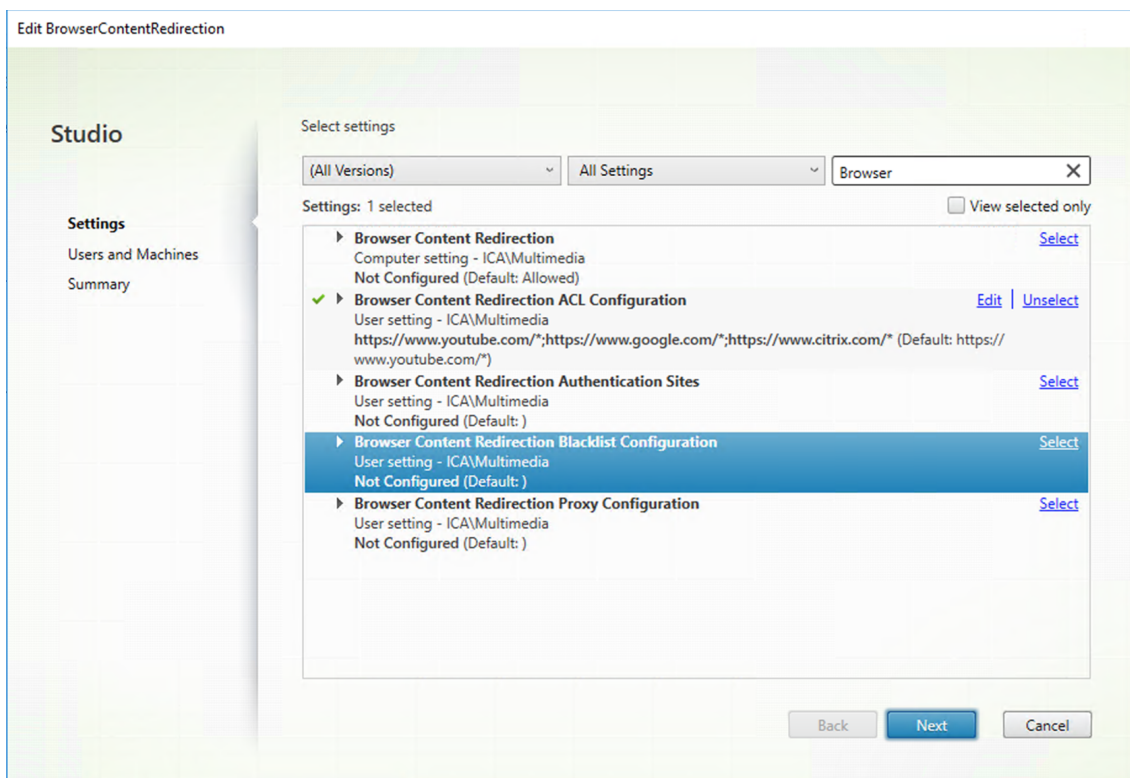 Edit BrowserContentRedirection
Studio
Settings
Users and Machines
Summary
Select settings
(All Versions)
All Settings
Browser
Settings: 1 selected
View selected only
Browser Content Redirection
Select
Computer setting - ICA\Multimedia
Not Configured (Default: Allowed)
Browser Content Redirection ACL Configuration
Edit | Unselect
User setting - ICA\Multimedia
https://www.youtube.com/*;https://www.google.com/*;https://www.citrix.com/* (Default: https://
www.youtube.com/*)
Browser Content Redirection Authentication Sites
Select
User setting - ICA\Multimedia
Not Configured (Default: )
Browser Content Redirection Blacklist Configuration
Select
User setting - ICA\Multimedia
Not Configured (Default: )
Browser Content Redirection Proxy Configuration
Select
User setting - ICA\Multimedia
Not Configured (Default: )
Back
Next
Cancel